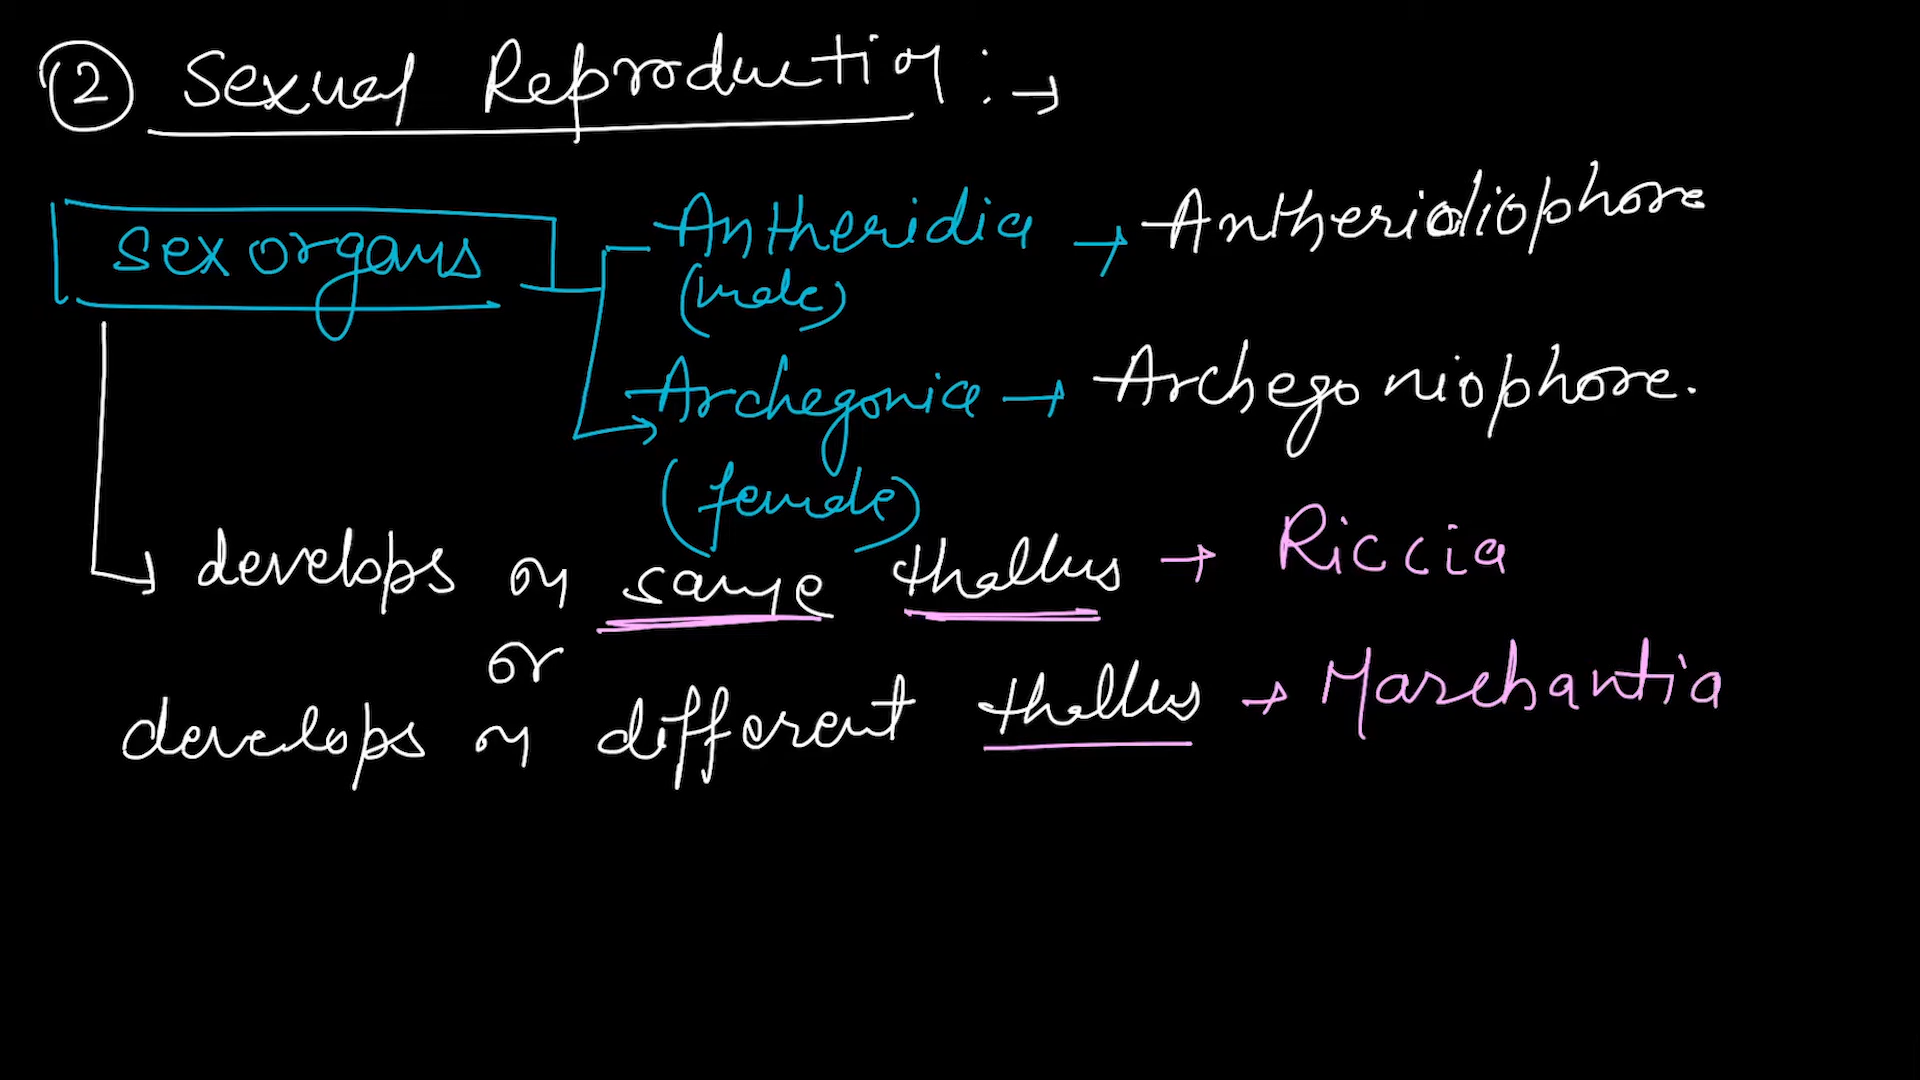 ② Sexual Reproduction :→
Sex organs
Antheridia → Antheridiophore
(male)
Archegonia → Archegoniophore.
(female)
develops on same thallus → Riccia
or
develops on different thallus → Marchantia